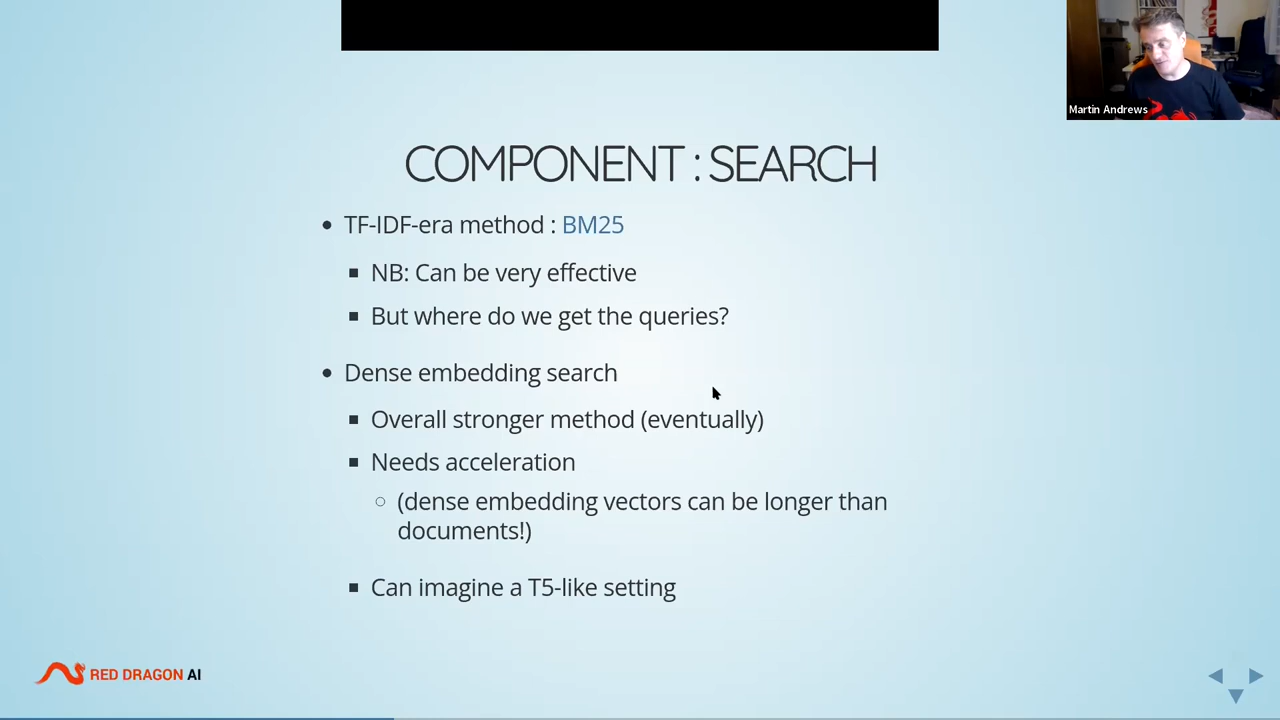 Martin Andrews
COMPONENT : SEARCH
TF-IDF-era method : BM25
NB: Can be very effective
But where do we get the queries?
Dense embedding search
Overall stronger method (eventually)
Needs acceleration
(dense embedding vectors can be longer than
documents!)
Can imagine a T5-like setting
RED DRAGON AI